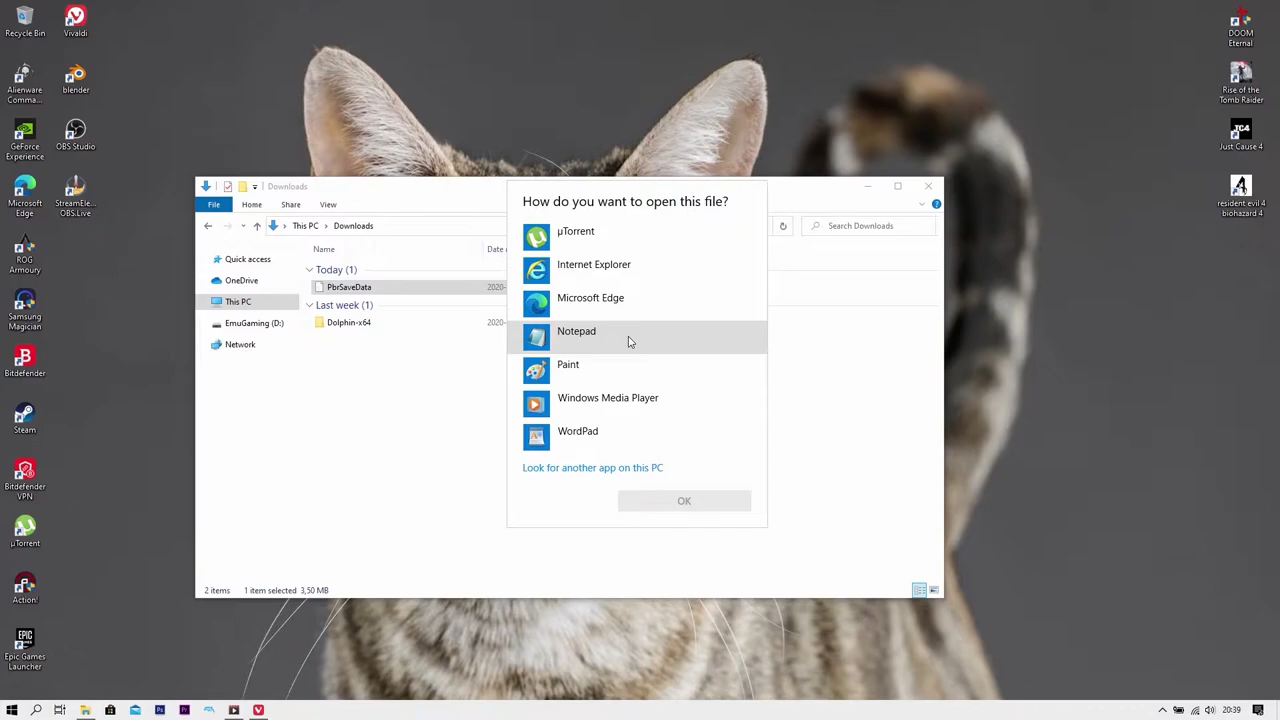 Recycle Bin
Vivaldi
Alienware
Comma...
blender
GeForce
Experience
OBS Studio
Microsoft
Edge
StreamEle...
OBS.Live
ROG
Armoury
Samsung
Magician
Bitdefender
Steam
Bitdefender
VPN
µTorrent
Action!
Epic Games
Launcher
DOOM
Eternal
Rise of the
Tomb Raider
Just Cause 4
resident evil 4
biohazard 4
Downloads
File
Home
Share
View
This PC
Downloads
Search Downloads
Quick access
OneDrive
This PC
EmuGaming (D:)
Network
Name
Date
Today (1)
PbrSaveData
2020-
Last week (1)
Dolphin-x64
2020-
2 items
1 item selected 3,50 MB
How do you want to open this file?
µTorrent
Internet Explorer
Microsoft Edge
Notepad
Paint
Windows Media Player
WordPad
Look for another app on this PC
OK
20:39